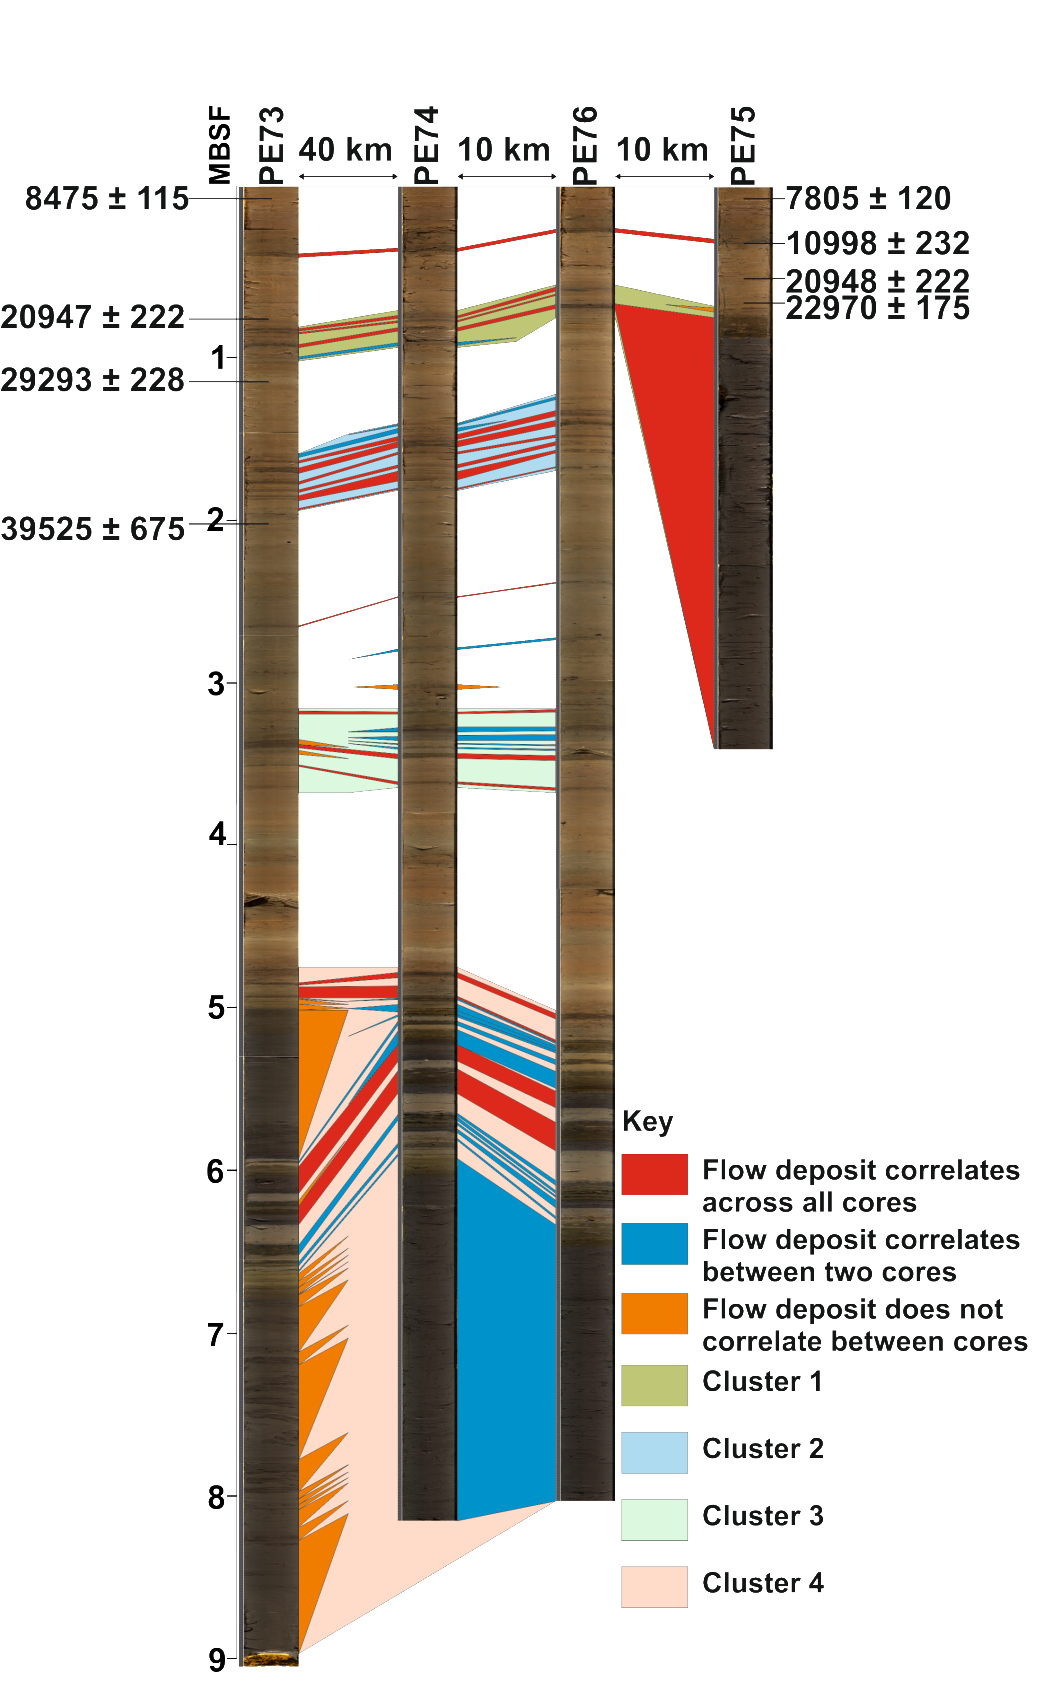 MBSF
PE73
40 km
PE74
10 km
PE76
10 km
PE75
8475 ± 115
7805 ± 120
10998 ± 232
20948 ± 222
22970 ± 175
20947 ± 222
1
29293 ± 228
2
39525 ± 675
3
4
5
6
7
8
9
Key
Flow deposit correlates
across all cores
Flow deposit correlates
between two cores
Flow deposit does not
correlate between cores
Cluster 1
Cluster 2
Cluster 3
Cluster 4